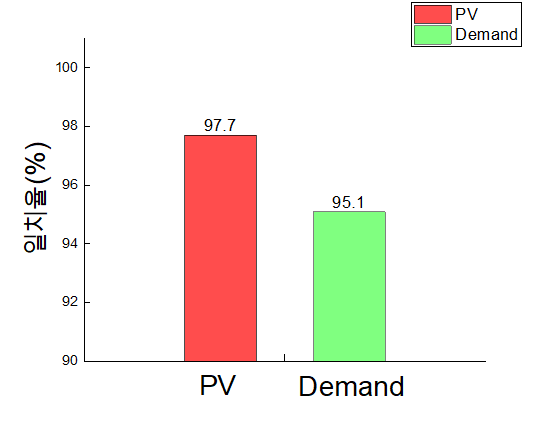 PV
Demand
100
98
96
94
92
90
일치율(%)
97.7
95.1
PV
Demand